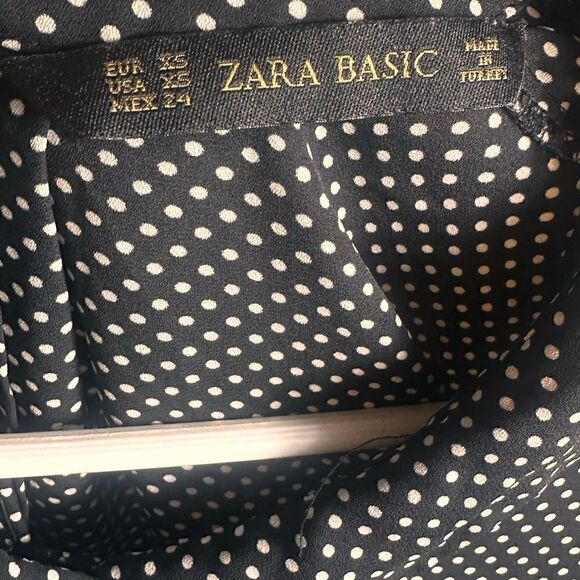 EUR XS
USA XS
MEX 24
ZARA BASIC
MADE
IN
TURKEY